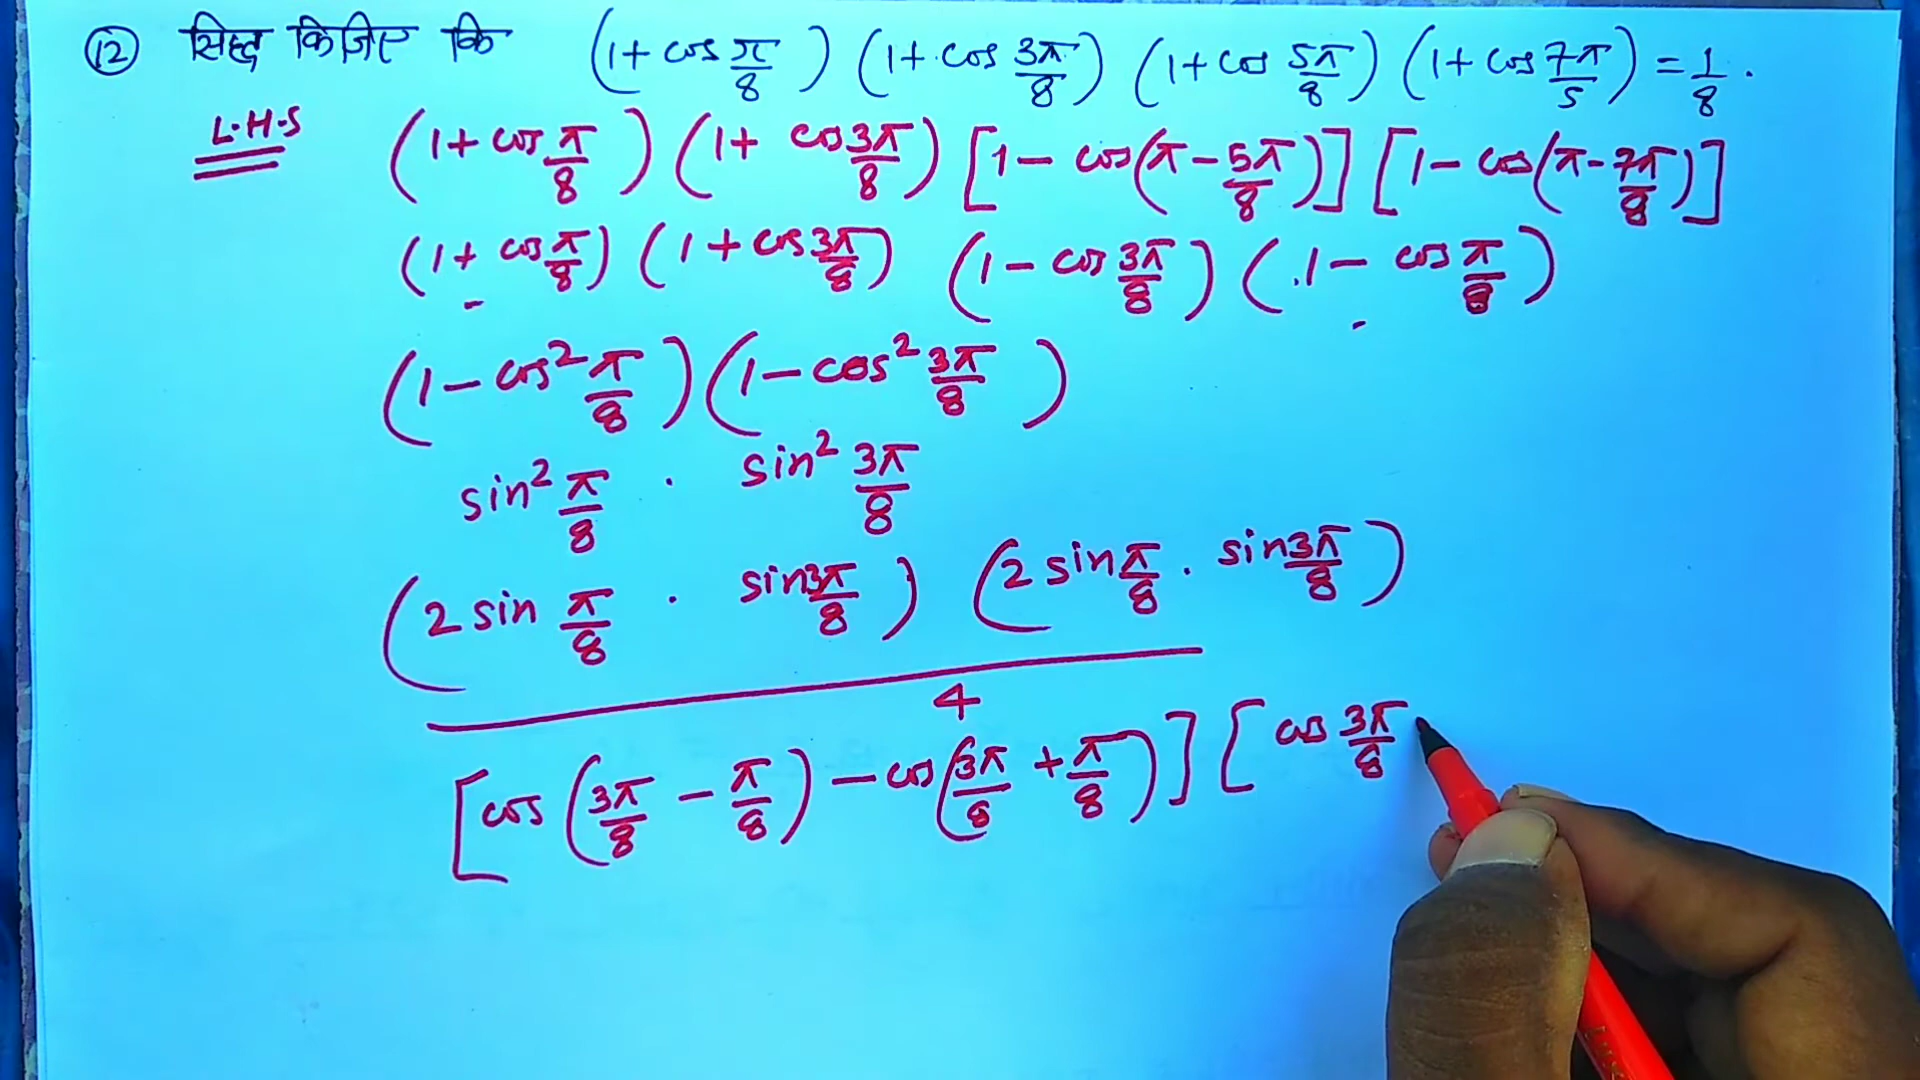 ⑫ सिद्ध किजिए कि (1 + cos π/8) (1 + cos 3π/8) (1 + cos 5π/8) (1 + cos 7π/5) = 1/8 .
L.H.S (1 + cos π/8) (1 + cos 3π/8) [1 − cos(π − 5π/8)] [1 − cos(π − 7π/8)]
(1 + cos π/8) (1 + cos 3π/8) (1 − cos 3π/8) (1 − cos π/8)
(1 − cos² π/8) (1 − cos² 3π/8)
sin² π/8 . sin² 3π/8
(2 sin π/8 . sin 3π/8) (2 sin π/8 . sin 3π/8)
4
[cos (3π/8 − π/8) − cos (3π/8 + π/8)] [cos 3π/8